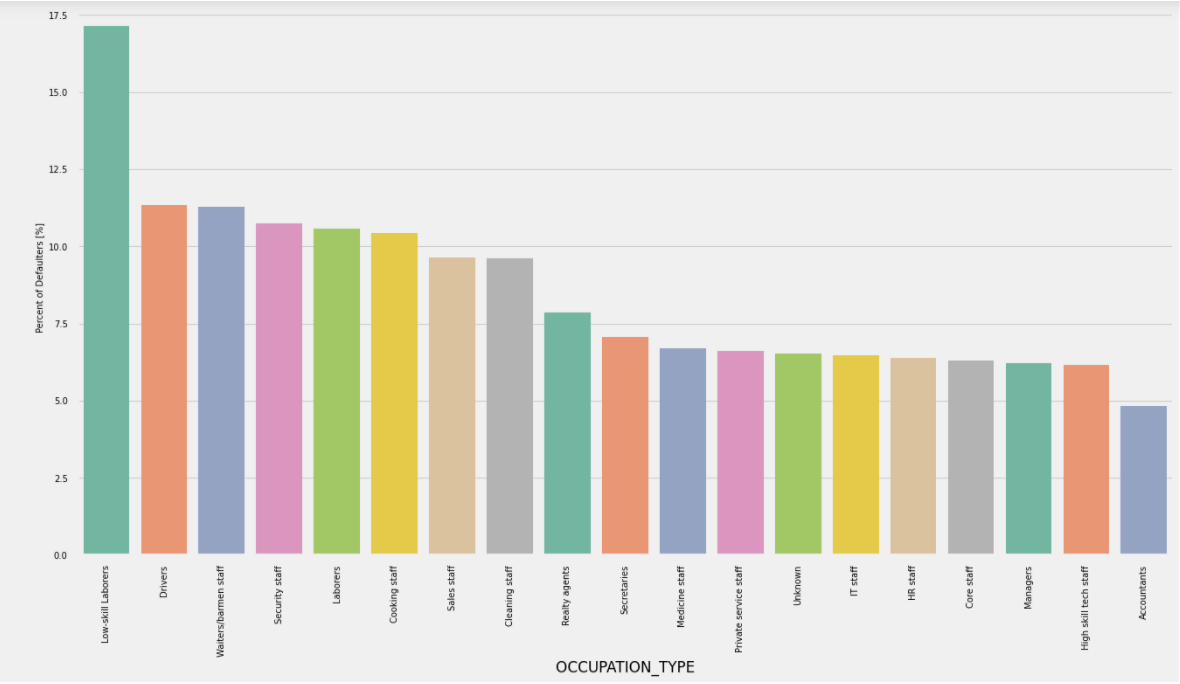 17.5
15.0
12.5
10.0
7.5
5.0
2.5
0.0
Percent of Defaulters [%]
Low-skill Laborers
Drivers
Waiters/barmen staff
Security staff
Laborers
Cooking staff
Sales staff
Cleaning staff
Realty agents
Secretaries
Medicine staff
Private service staff
Unknown
IT staff
HR staff
Core staff
Managers
High skill tech staff
Accountants
OCCUPATION_TYPE